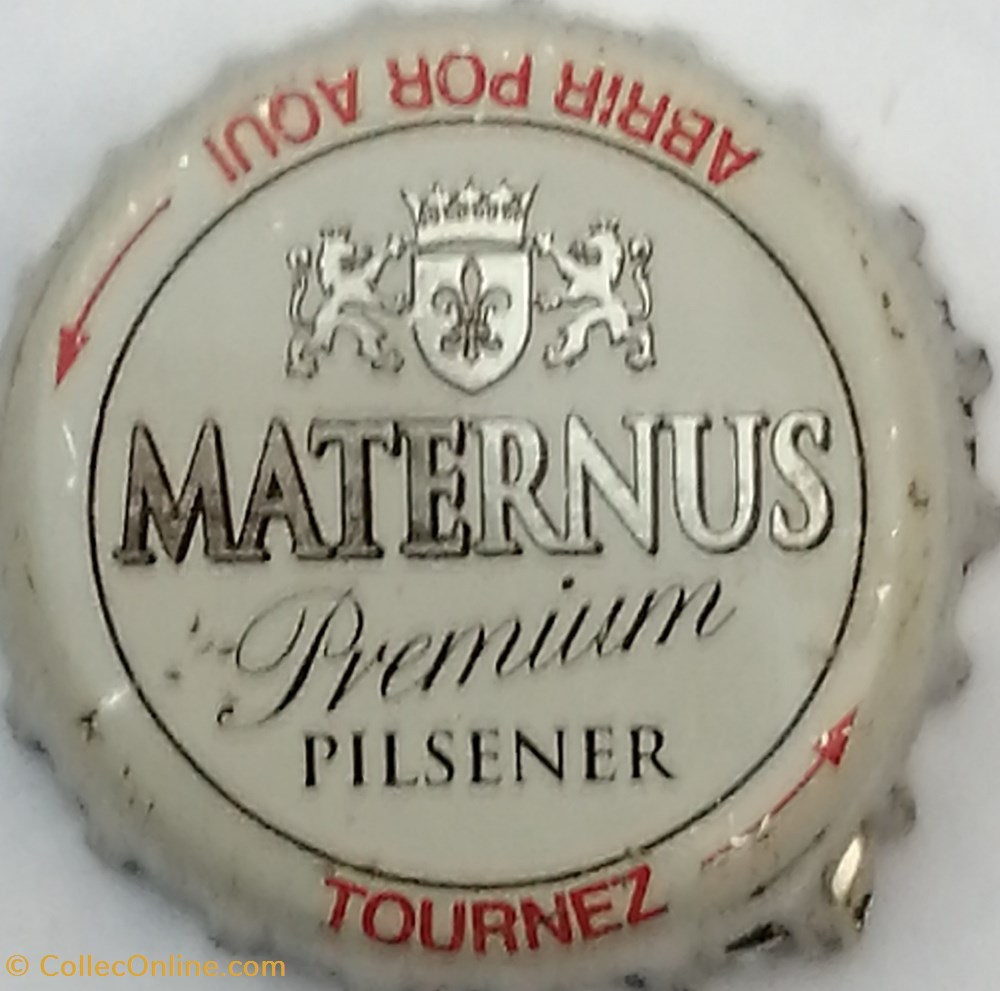 ABRIR POR AQUI
MATERNUS
Premium
PILSENER
TOURNEZ
© CollecOnline.com